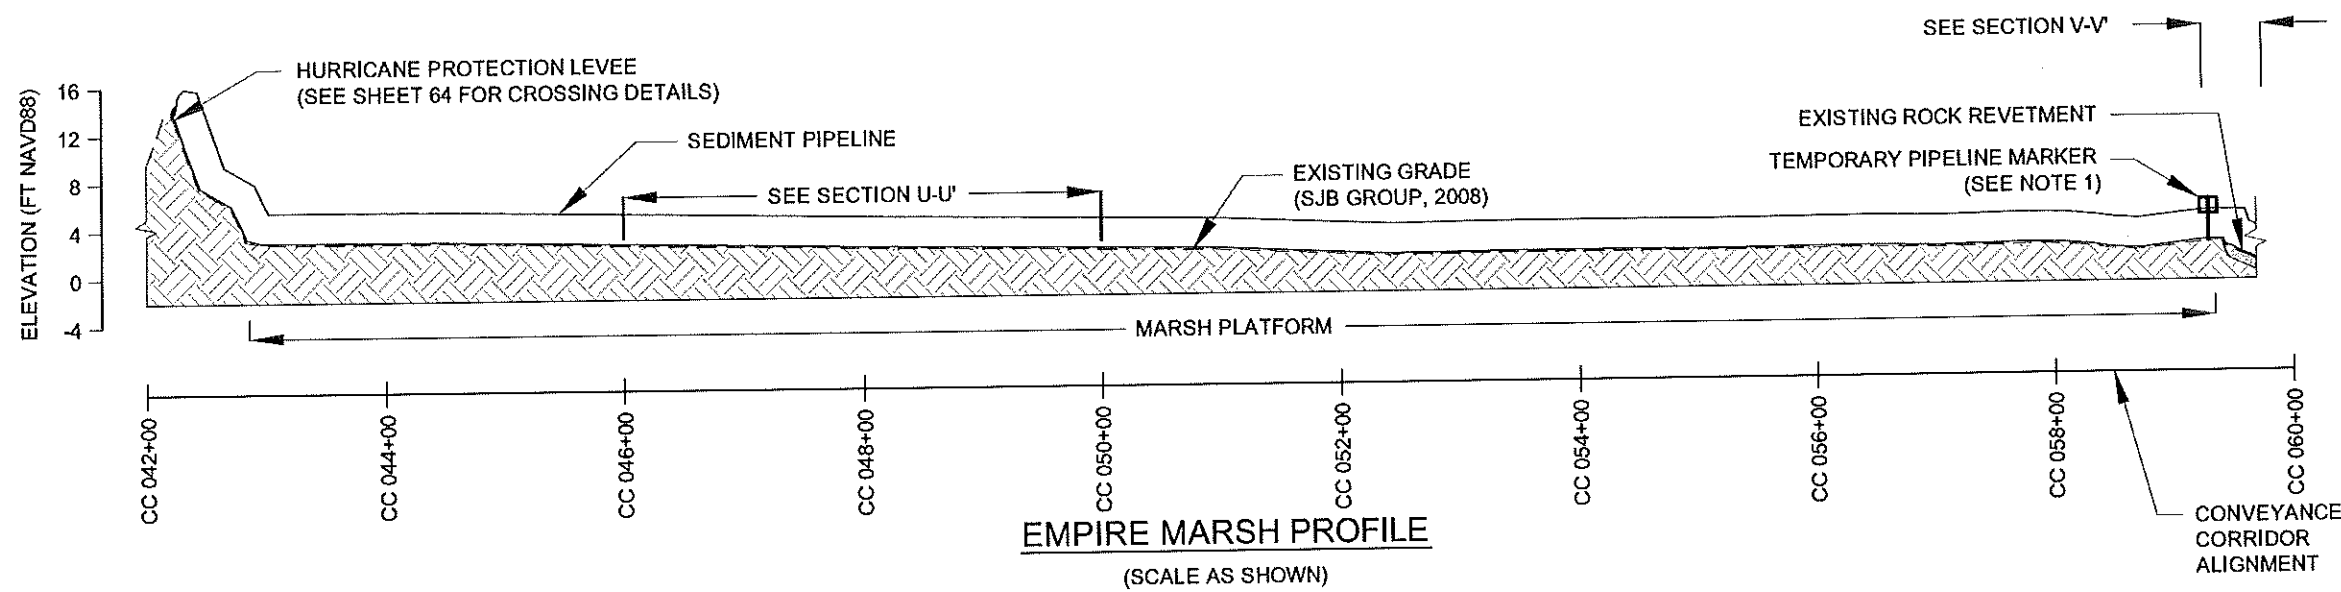 SEE SECTION V-V'
HURRICANE PROTECTION LEVEE
(SEE SHEET 64 FOR CROSSING DETAILS)
SEDIMENT PIPELINE
SEE SECTION U-U'
EXISTING GRADE
(SJB GROUP, 2008)
EXISTING ROCK REVETMENT
TEMPORARY PIPELINE MARKER
(SEE NOTE 1)
ELEVATION (FT NAVD88)
16
12
8
4
0
-4
MARSH PLATFORM
CC 042+00
CC 044+00
CC 046+00
CC 048+00
CC 050+00
CC 052+00
CC 054+00
CC 056+00
CC 058+00
CC 060+00
CONVEYANCE
CORRIDOR
ALIGNMENT
EMPIRE MARSH PROFILE
(SCALE AS SHOWN)